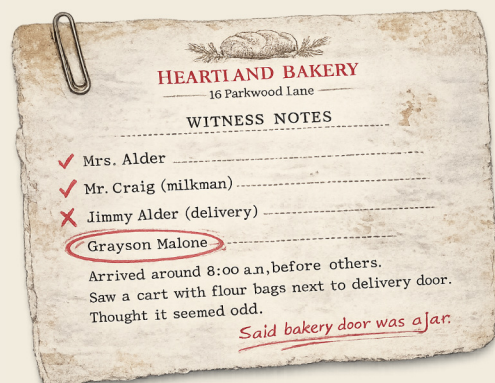 HEARTLAND BAKERY
16 Parkwood Lane
WITNESS NOTES
Mrs. Alder
Mr. Craig (milkman)
Jimmy Alder (delivery)
Grayson Malone
Arrived around 8:00 a.n, before others.
Saw a cart with flour bags next to delivery door.
Thought it seemed odd.
Said bakery door was ajar.